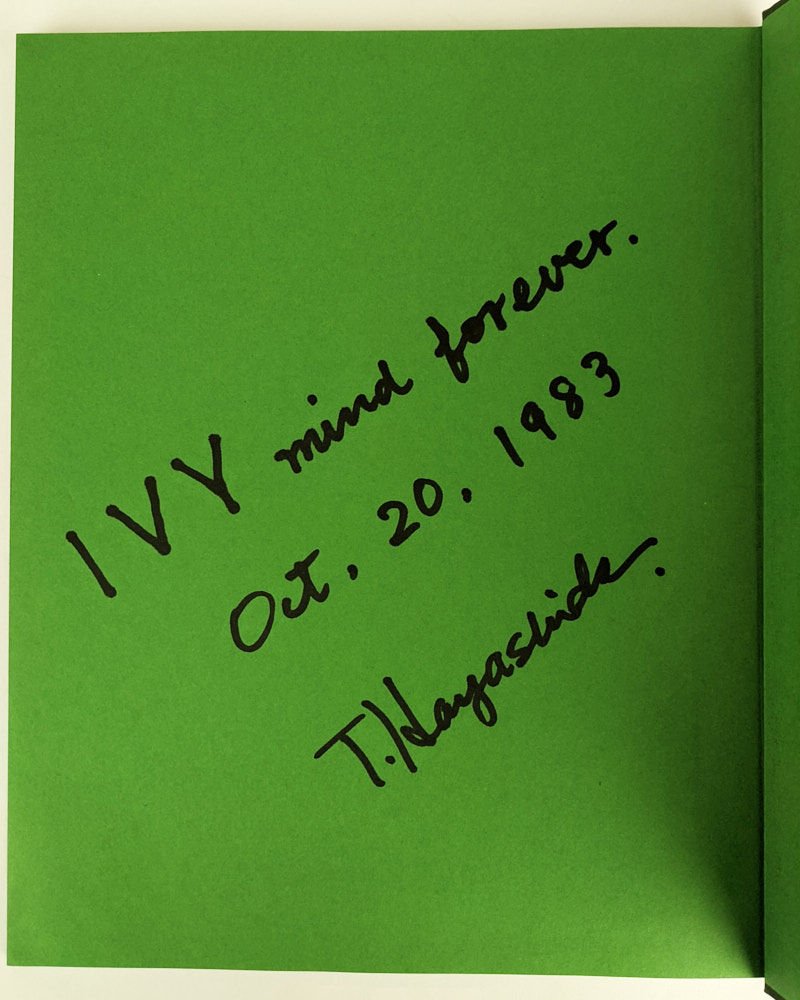 IVY mind forever.
Oct. 20. 1983
T. Hayashida.